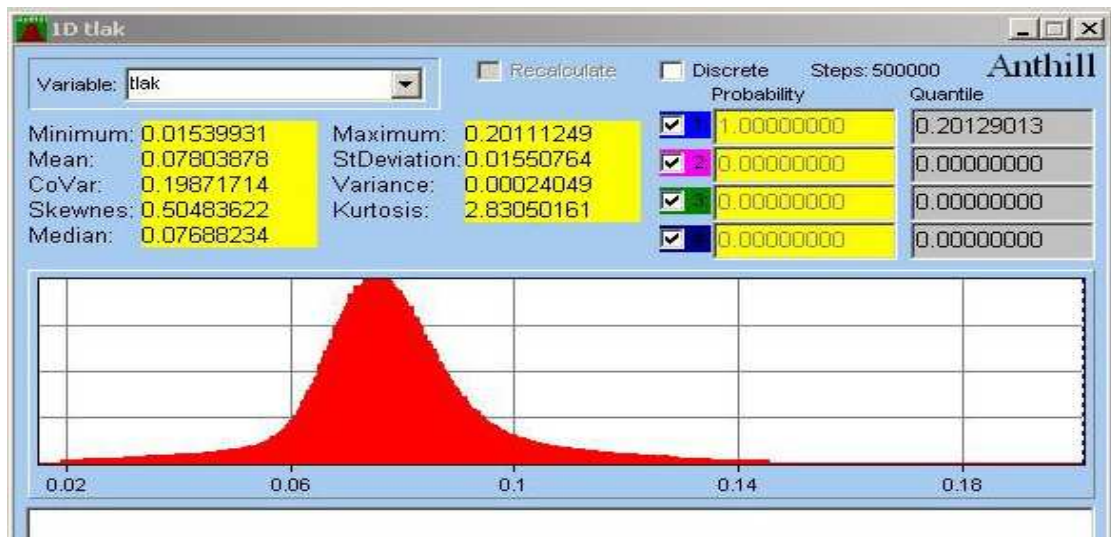 1D tlak
Variable: tlak
Recalculate
Discrete
Steps: 500000
Anthill
Probability
Quantile
Minimum: 0.01539931
Maximum: 0.20111249
1 1.00000000
0.20129013
Mean: 0.07803878
StDeviation: 0.01550764
2 0.00000000
0.00000000
CoVar: 0.19871714
Variance: 0.00024049
3 0.00000000
0.00000000
Skewnes: 0.50483622
Kurtosis: 2.83050161
Median: 0.07688234
0.00000000
0.00000000
0.02 0.06 0.1 0.14 0.18